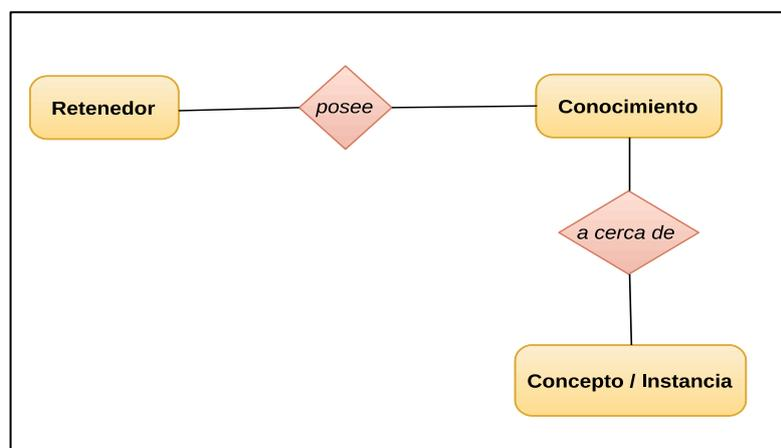 Retenedor
posee
Conocimiento
a cerca de
Concepto / Instancia